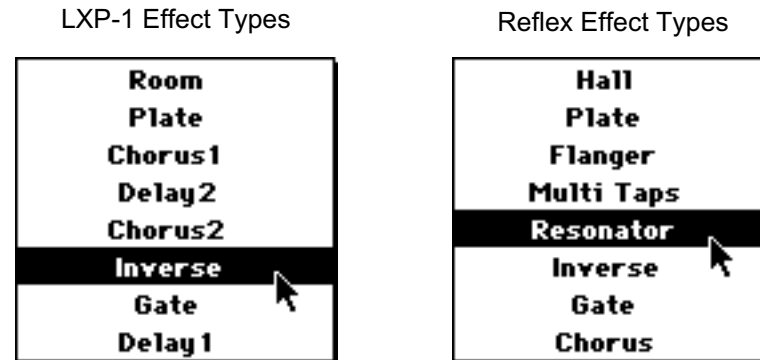 LXP-1 Effect Types
Room
Plate
Chorus1
Delay2
Chorus2
Inverse
Gate
Delay1
Reflex Effect Types
Hall
Plate
Flanger
Multi Taps
Resonator
Inverse
Gate
Chorus